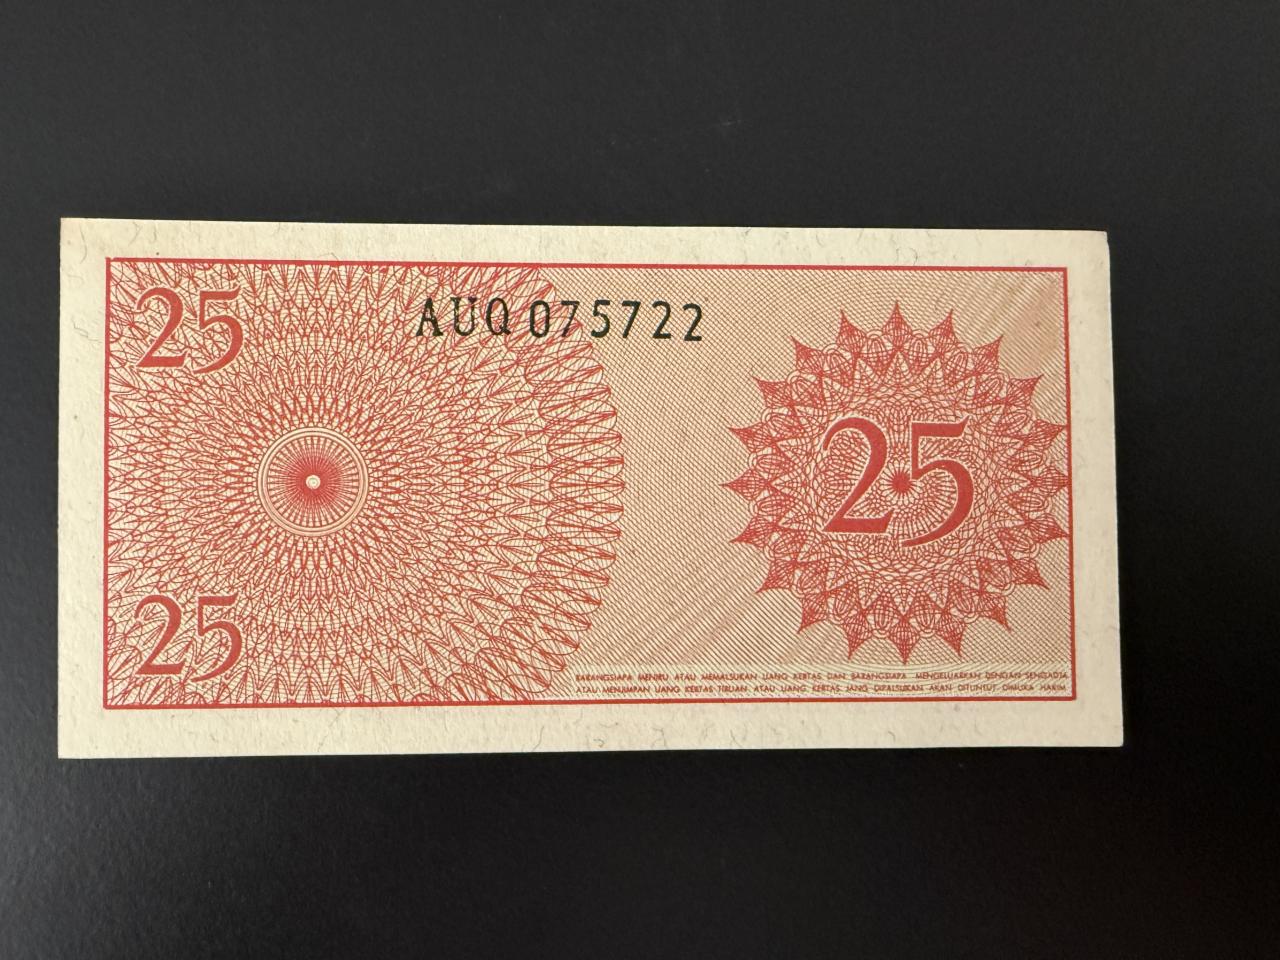 25
AUQ 075722
25
25
BARANGSIAPA MENIRU ATAU MEMALSUKAN UANG KERTAS DAN BARANGSIAPA MENGELUARKAN DENGAN SENGADJA
ATAU MENJIMPAN UANG KERTAS TIRUAN ATAU UANG KERTAS JANG DIPALSUKAN AKAN DITUNTUT DIMUKA HAKIM